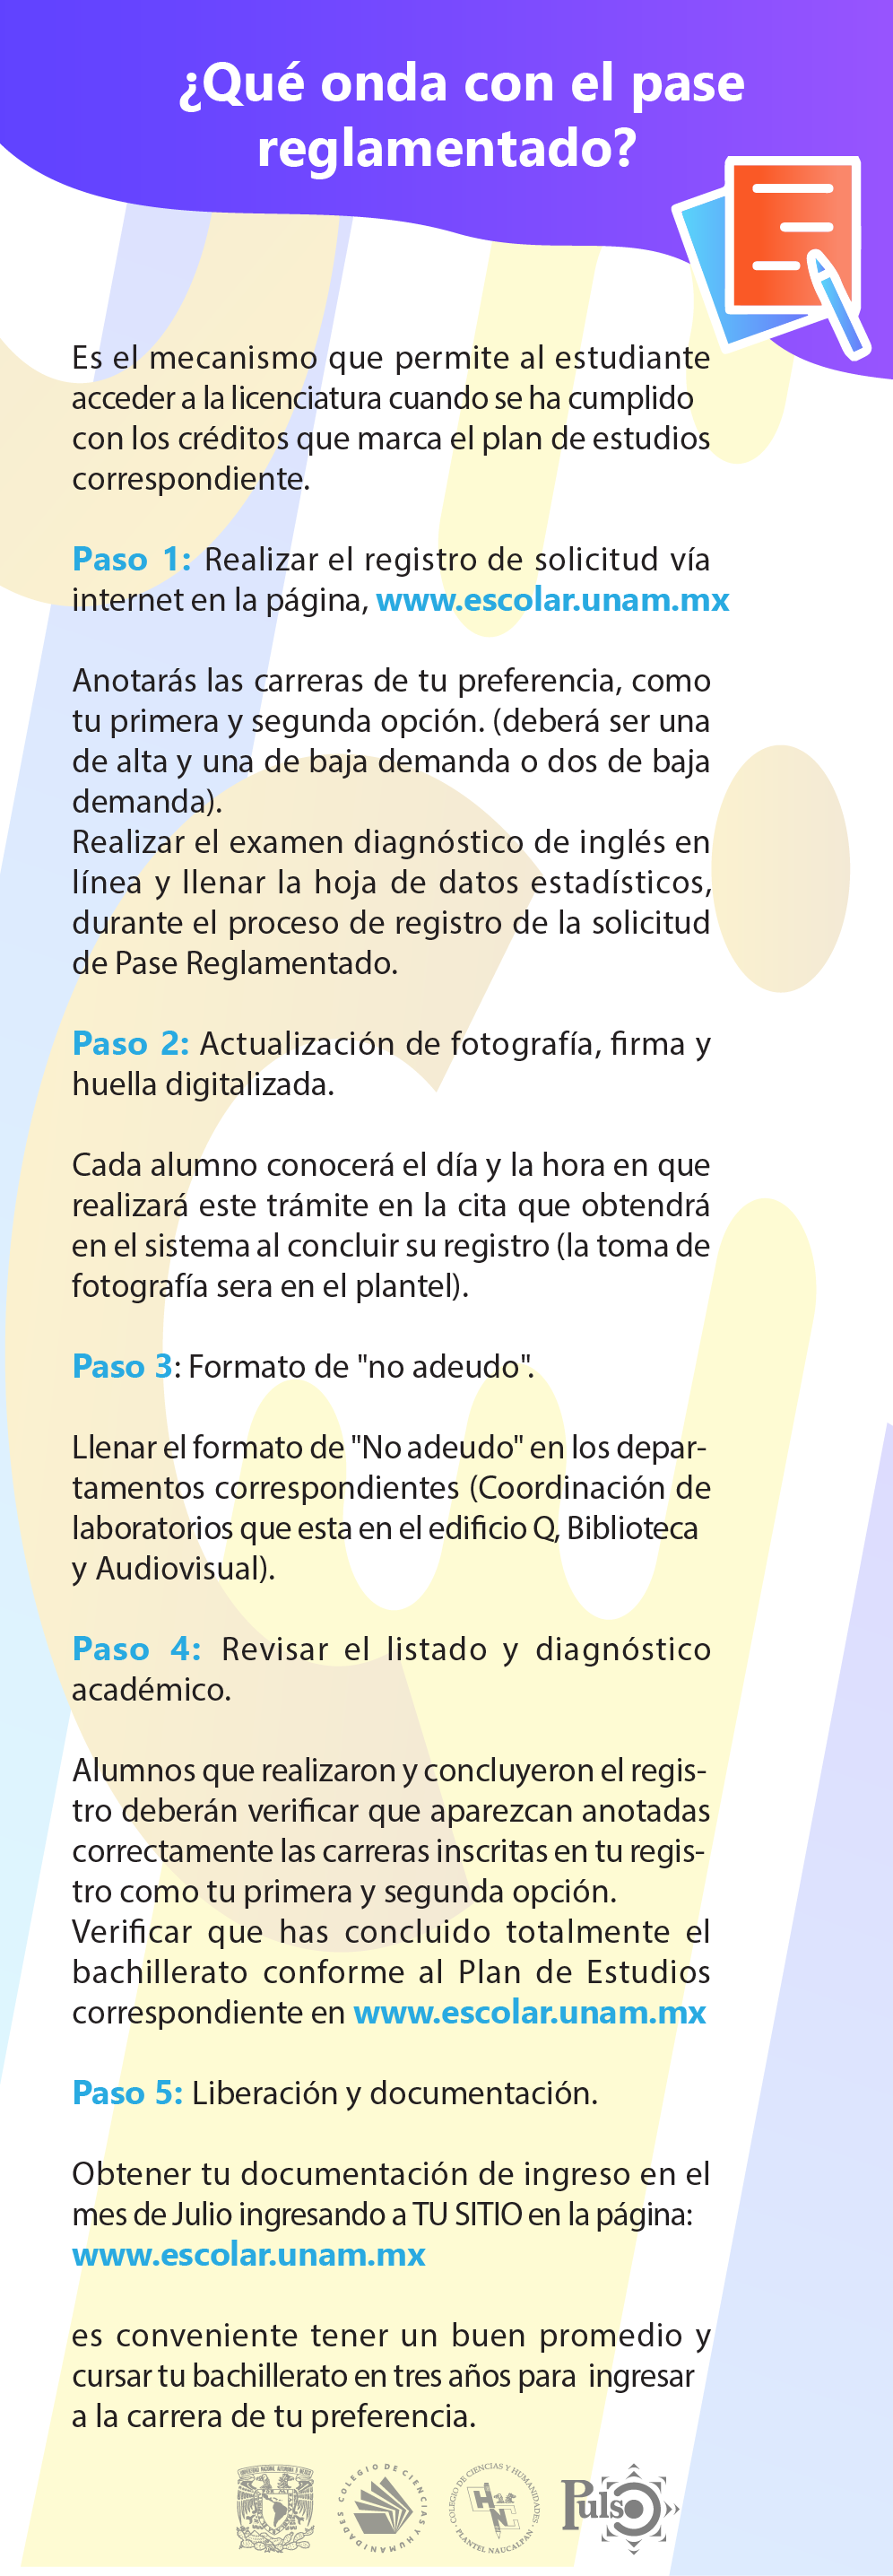 ¿Qué onda con el pase
reglamentado?
Es el mecanismo que permite al estudiante
acceder a la licenciatura cuando se ha cumplido
con los créditos que marca el plan de estudios
correspondiente.
Paso 1: Realizar el registro de solicitud vía
internet en la página, www.escolar.unam.mx
Anotarás las carreras de tu preferencia, como
tu primera y segunda opción. (deberá ser una
de alta y una de baja demanda o dos de baja
demanda).
Realizar el examen diagnóstico de inglés en
línea y llenar la hoja de datos estadísticos,
durante el proceso de registro de la solicitud
de Pase Reglamentado.
Paso 2: Actualización de fotografía, firma y
huella digitalizada.
Cada alumno conocerá el día y la hora en que
realizará este trámite en la cita que obtendrá
en el sistema al concluir su registro (la toma de
fotografía sera en el plantel).
Paso 3: Formato de "no adeudo".
Llenar el formato de "No adeudo" en los depar-
tamentos correspondientes (Coordinación de
laboratorios que esta en el edificio Q, Biblioteca
y Audiovisual).
Paso 4: Revisar el listado y diagnóstico
académico.
Alumnos que realizaron y concluyeron el regis-
tro deberán verificar que aparezcan anotadas
correctamente las carreras inscritas en tu regis-
tro como tu primera y segunda opción.
Verificar que has concluido totalmente el
bachillerato conforme al Plan de Estudios
correspondiente en www.escolar.unam.mx
Paso 5: Liberación y documentación.
Obtener tu documentación de ingreso en el
mes de Julio ingresando a TU SITIO en la página:
www.escolar.unam.mx
es conveniente tener un buen promedio y
cursar tu bachillerato en tres años para ingresar
a la carrera de tu preferencia.
COLEGIO DE CIENCIAS Y HUMANIDADES
COLEGIO DE CIENCIAS Y HUMANIDADES
PLANTEL NAUCALPAN
Pulso